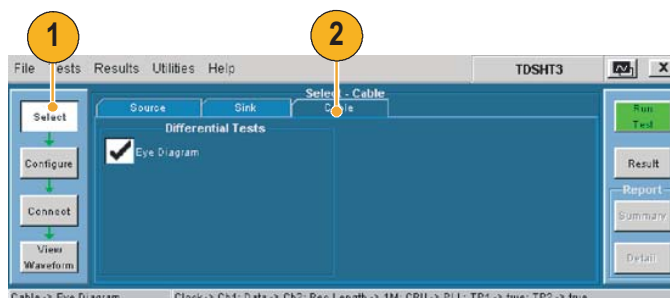 1
2
File Tests Results Utilities Help
TDSHT3
X
Select - Cable
Select
Source
Sink
Cable
Run
Test
Differential Tests
Eye Diagram
Configure
Result
Report
Connect
Summary
View
Waveform
Detail
Cable -> Eye Diagram
Clock -> Ch1; Data -> Ch2; Rec Length -> 1M; CRU -> PLL; TP1 -> true; TP2 -> true